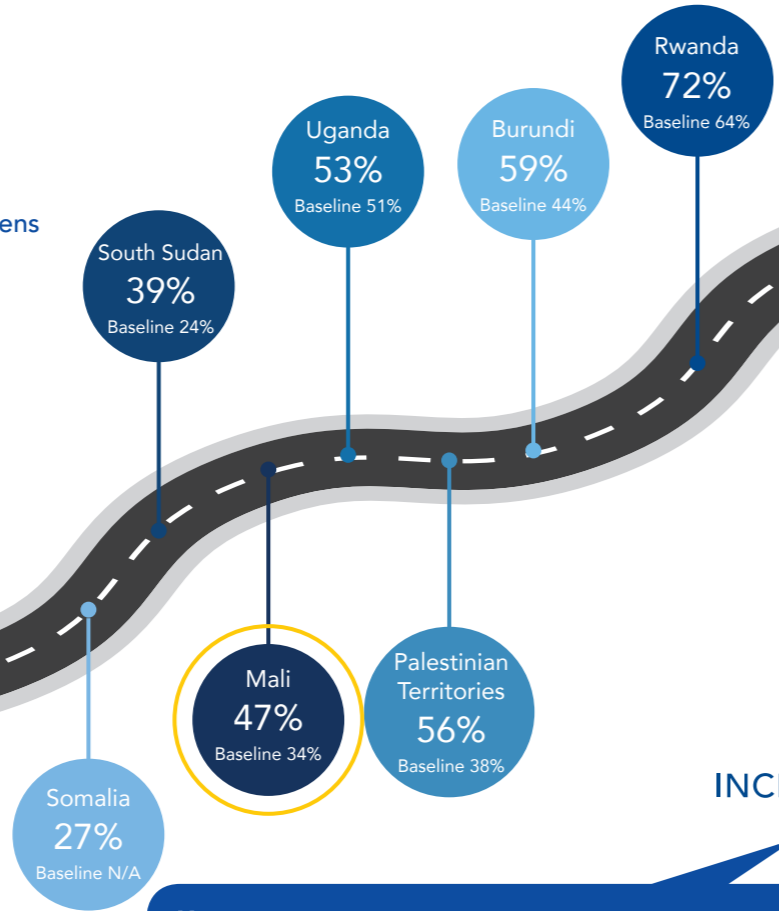 Rwanda
72%
Baseline 64%
Uganda
53%
Baseline 51%
Burundi
59%
Baseline 44%
ens
South Sudan
39%
Baseline 24%
Mali
47%
Baseline 34%
Palestinian
Territories
56%
Baseline 38%
Somalia
27%
Baseline N/A